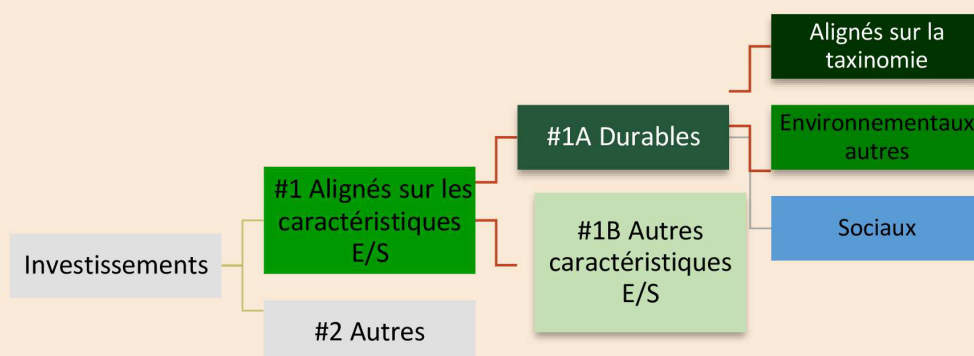 Alignés sur la
taxinomie
#1A Durables
Environnementaux
autres
#1 Alignés sur les
caractéristiques
E/S
#1B Autres
caractéristiques
E/S
Sociaux
Investissements
#2 Autres